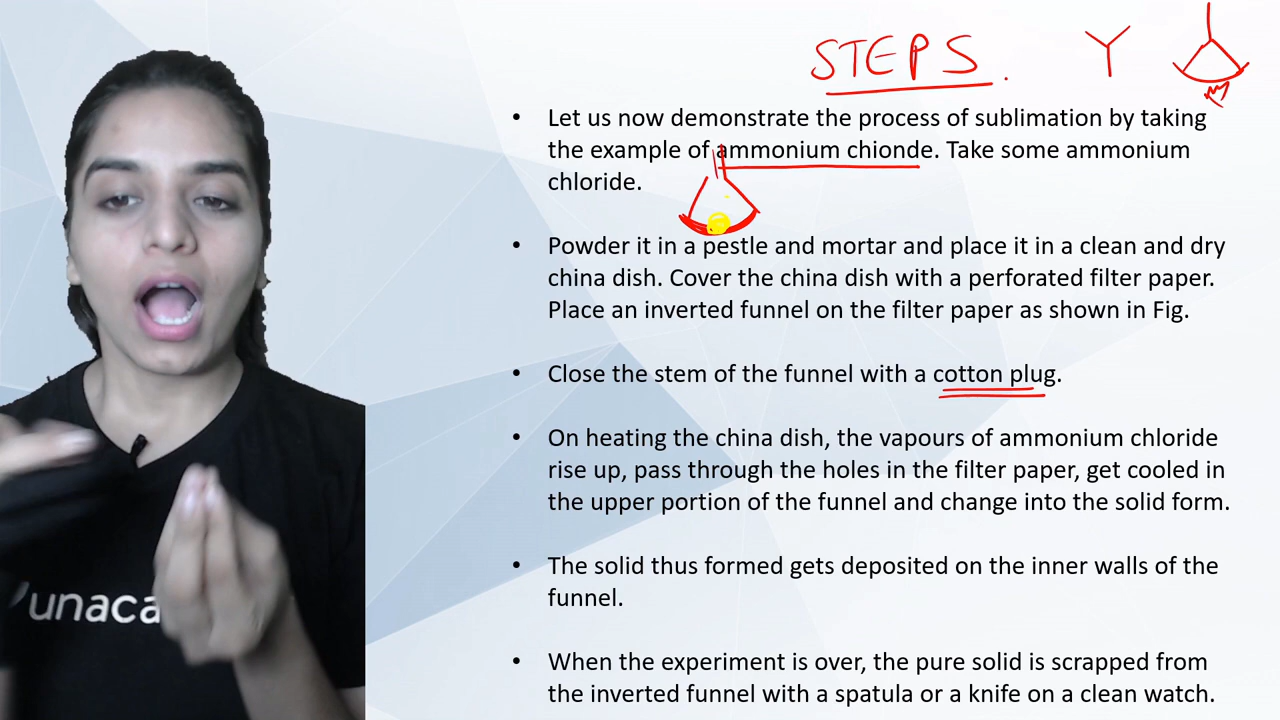 STEPS.
Y
• Let us now demonstrate the process of sublimation by taking
the example of ammonium chionde. Take some ammonium
chloride.
• Powder it in a pestle and mortar and place it in a clean and dry
china dish. Cover the china dish with a perforated filter paper.
Place an inverted funnel on the filter paper as shown in Fig.
• Close the stem of the funnel with a cotton plug.
• On heating the china dish, the vapours of ammonium chloride
rise up, pass through the holes in the filter paper, get cooled in
the upper portion of the funnel and change into the solid form.
• The solid thus formed gets deposited on the inner walls of the
funnel.
• When the experiment is over, the pure solid is scrapped from
the inverted funnel with a spatula or a knife on a clean watch.
unaca